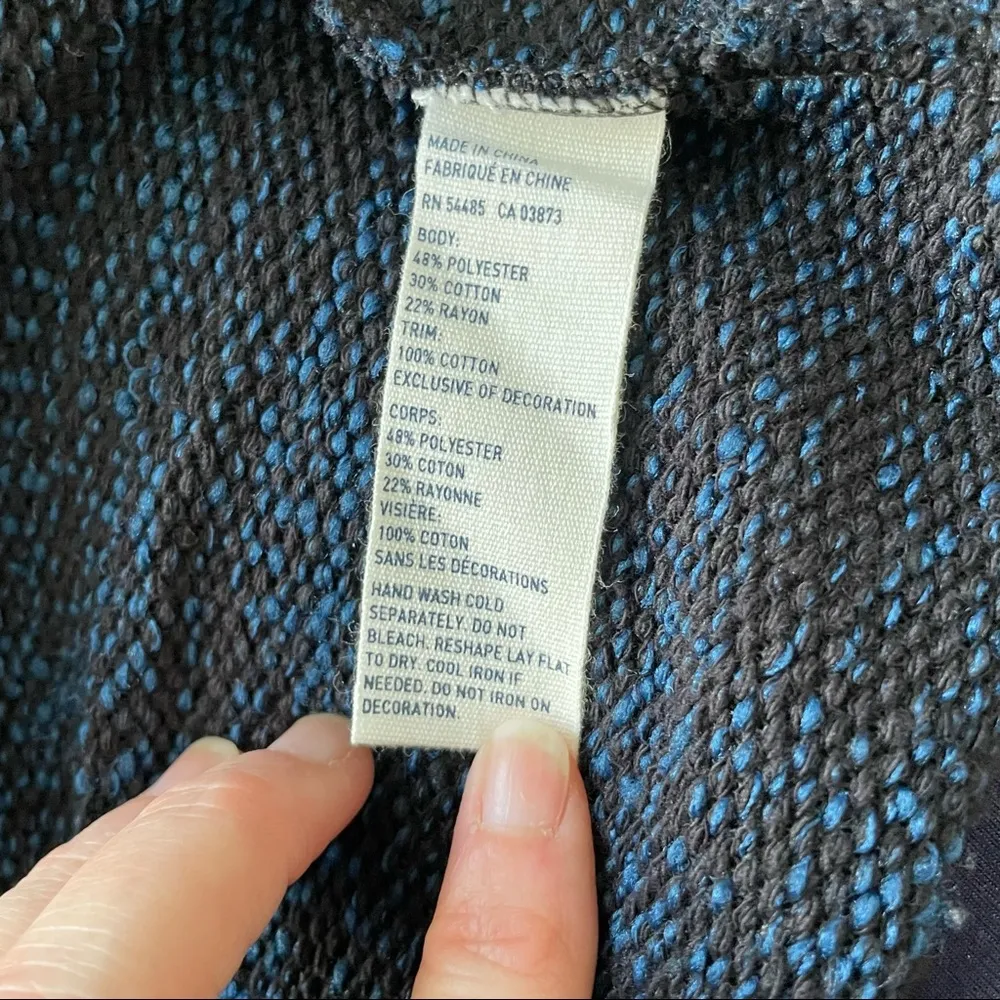 MADE IN CHINA
FABRIQUÉ EN CHINE
RN 54485 CA 03873
BODY:
48% POLYESTER
30% COTTON
22% RAYON
TRIM:
100% COTTON
EXCLUSIVE OF DECORATION
CORPS:
48% POLYESTER
30% COTON
22% RAYONNE
VISIÈRE:
100% COTON
SANS LES DÉCORATIONS
HAND WASH COLD
SEPARATELY. DO NOT
BLEACH. RESHAPE LAY FLAT
TO DRY. COOL IRON IF
NEEDED. DO NOT IRON ON
DECORATION.